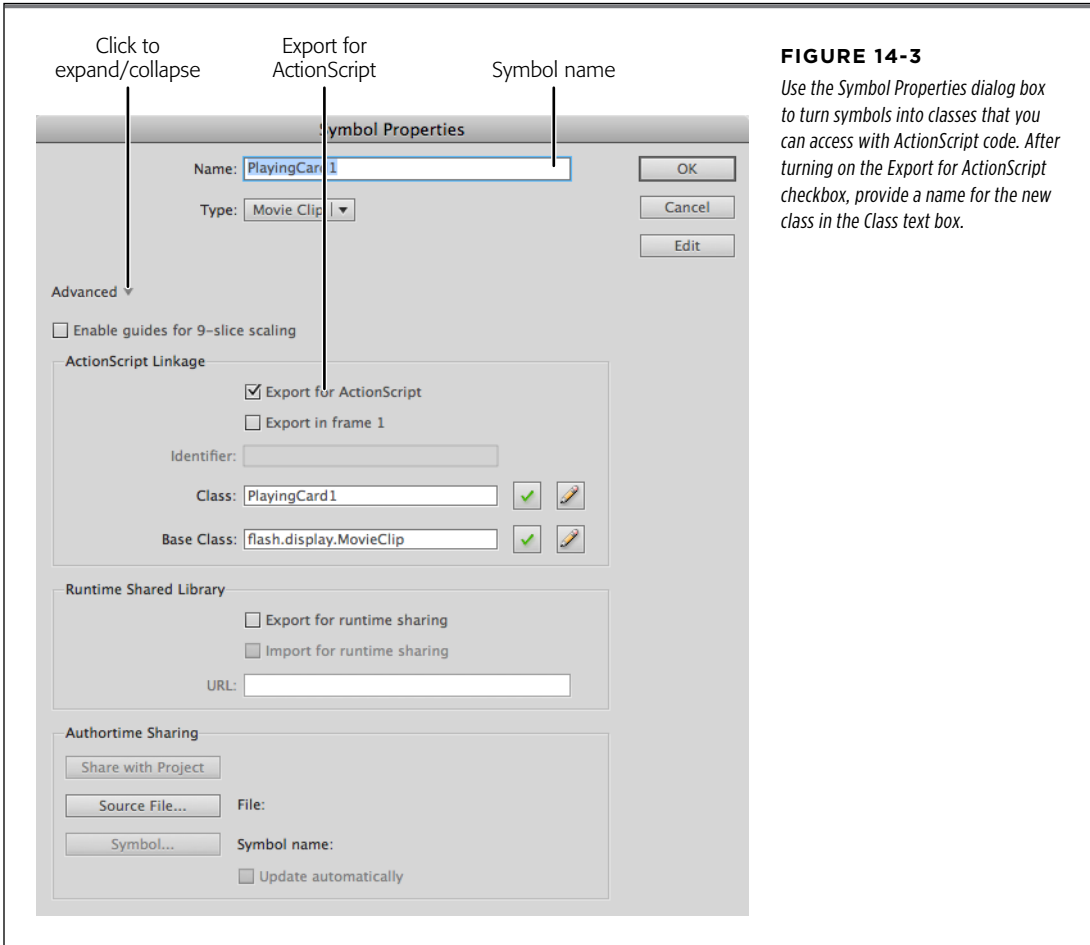 Click to
expand/collapse
Export for
ActionScript
Symbol name
FIGURE 14-3
Use the Symbol Properties dialog box
to turn symbols into classes that you
can access with ActionScript code. After
turning on the Export for ActionScript
checkbox, provide a name for the new
class in the Class text box.
Symbol Properties
Name: PlayingCard1
OK
Type: Movie Clip
Cancel
Edit
Advanced
Enable guides for 9-slice scaling
ActionScript Linkage
Export for ActionScript
Export in frame 1
Identifier:
Class: PlayingCard1
Base Class: flash.display.MovieClip
Runtime Shared Library
Export for runtime sharing
Import for runtime sharing
URL:
Authortime Sharing
Share with Project
Source File... File:
Symbol... Symbol name:
Update automatically